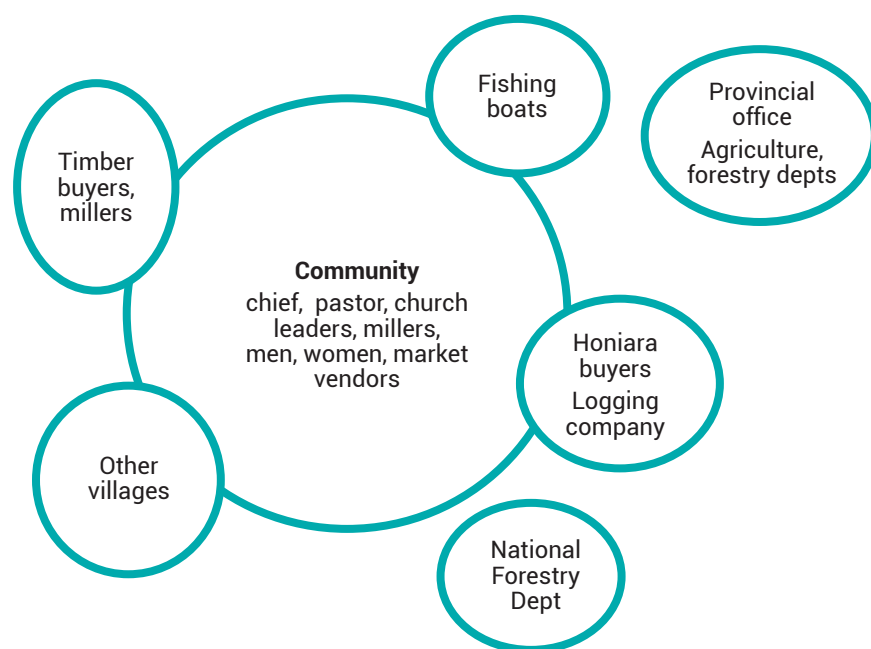 Fishing
boats
Provincial
office
Agriculture,
forestry depts
Timber
buyers,
millers
Community
chief,  pastor, church
leaders, millers,
men, women, market
vendors
Honiara
buyers
Logging
company
Other
villages
National
Forestry
Dept